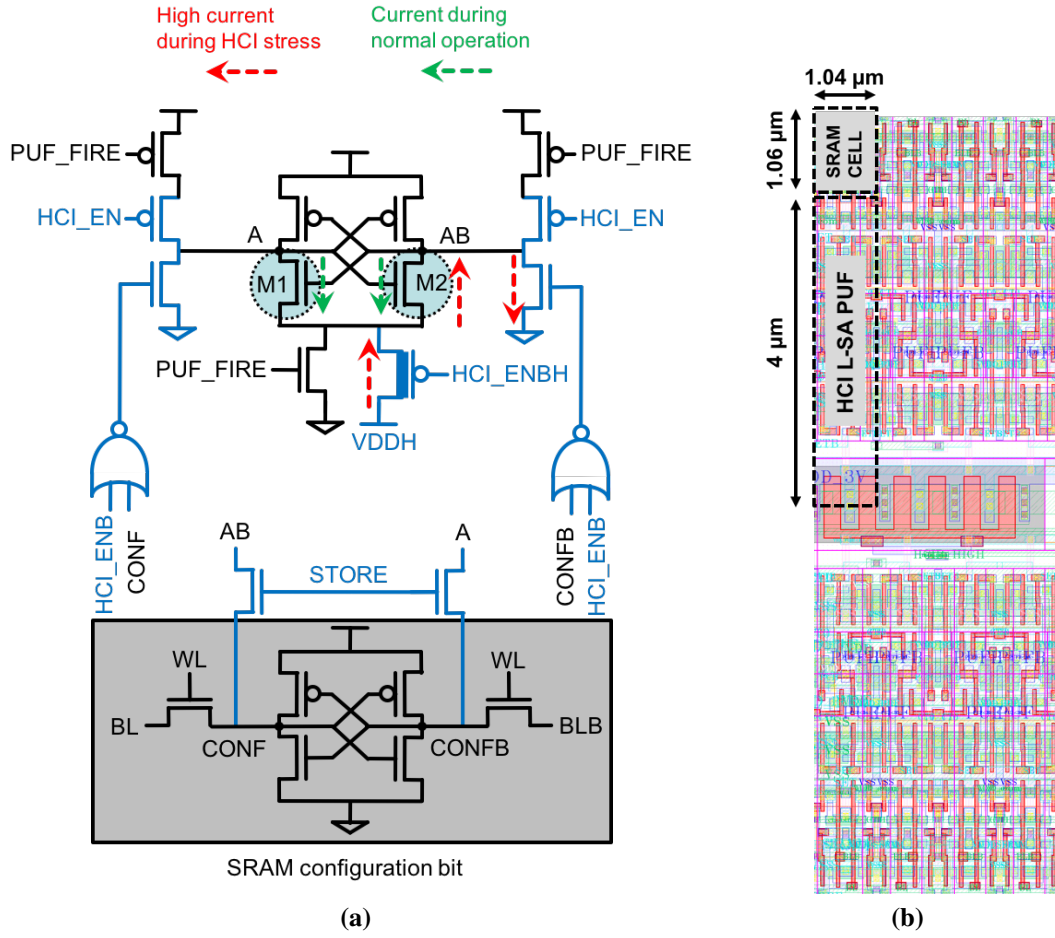 High current
during HCI stress
Current during
normal operation
PUF_FIRE
PUF_FIRE
HCI_EN
HCI_EN
A
AB
M1
M2
PUF_FIRE
HCI_ENBH
VDDH
HCI_ENB
CONF
CONFB
HCI_ENB
AB
A
STORE
WL
WL
BL
BLB
CONF
CONFB
SRAM configuration bit
(a)
1.04 µm
1.06 µm
SRAM
CELL
4 µm
HCI L-SA PUF
(b)